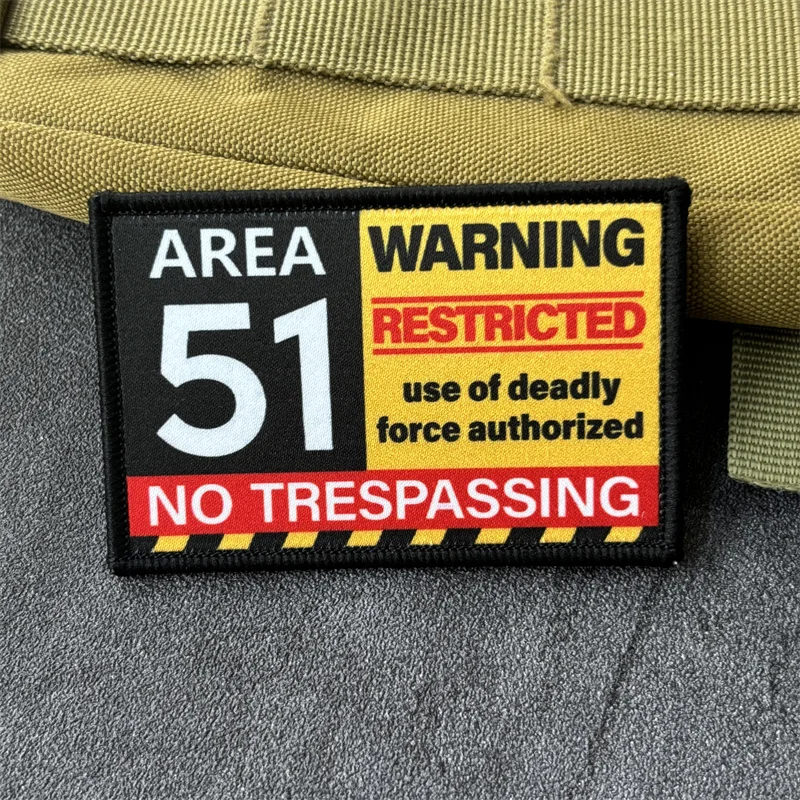 AREA
51
WARNING
RESTRICTED
use of deadly
force authorized
NO TRESPASSING